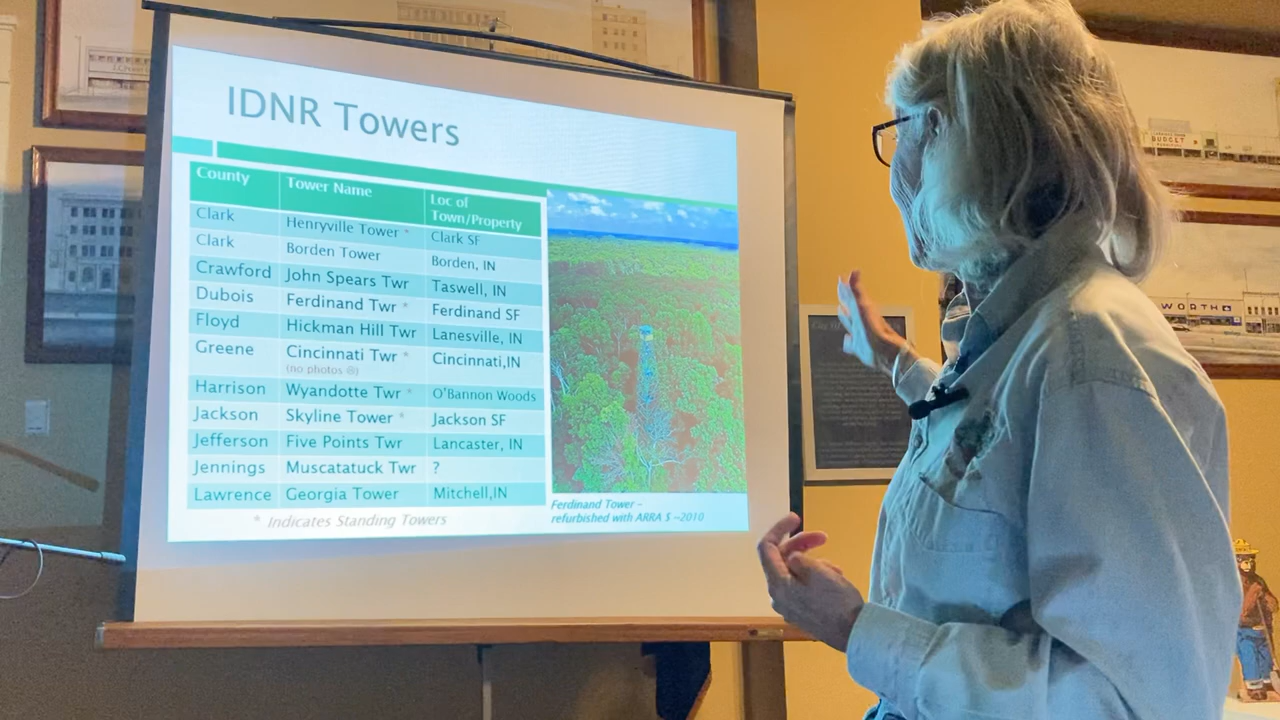 IDNR Towers
County Tower Name Loc of
Town/Property
Clark Henryville Tower * Clark SF
Clark Borden Tower Borden, IN
Crawford John Spears Twr Taswell, IN
Dubois Ferdinand Twr * Ferdinand SF
Floyd Hickman Hill Twr Lanesville, IN
Greene Cincinnati Twr * Cincinnati,IN
(no photos ☹)
Harrison Wyandotte Twr * O'Bannon Woods
Jackson Skyline Tower * Jackson SF
Jefferson Five Points Twr Lancaster, IN
Jennings Muscatatuck Twr ?
Lawrence Georgia Tower Mitchell,IN
* Indicates Standing Towers
Ferdinand Tower –
refurbished with ARRA $ ~2010
BUDGET
WORTH